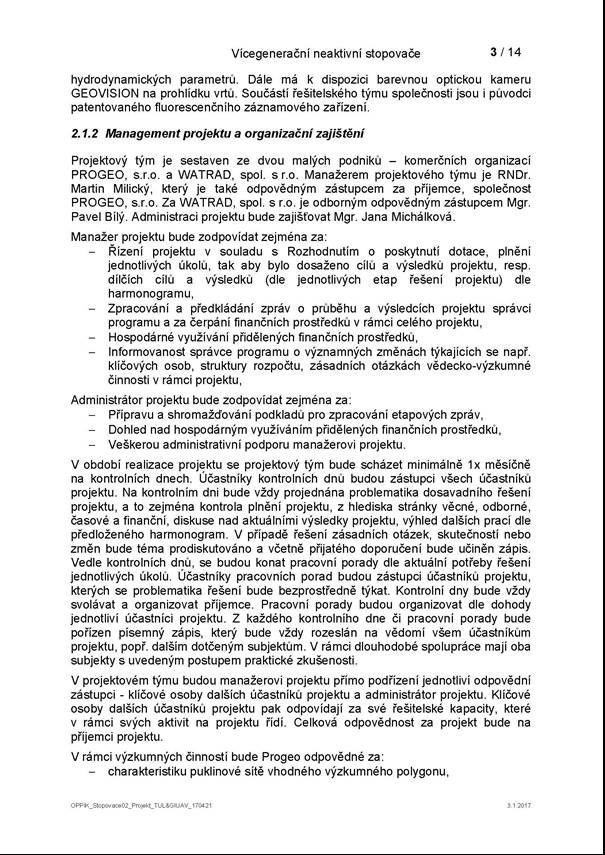 Vícegenerační neaktivní stopovače 3 / 14
hydrodynamických parametrů. Dále má k dispozici barevnou optickou kameru
GEOVISION na prohlídku vrtů. Součástí řešitelského týmu společnosti jsou i původci
patentovaného fluorescenčního záznamového zařízení.
2.1.2 Management projektu a organizační zajištění
Projektový tým je sestaven ze dvou malých podniků – komerčních organizací
PROGEO, s.r.o. a WATRAD, spol. s r.o. Manažerem projektového týmu je RNDr.
Martin Milický, který je také odpovědným zástupcem za příjemce, společnost
PROGEO, s.r.o. Za WATRAD, spol. s r.o. je odborným odpovědným zástupcem Mgr.
Pavel Bílý. Administraci projektu bude zajišťovat Mgr. Jana Michálková.
Manažer projektu bude zodpovídat zejména za:
– Řízení projektu v souladu s Rozhodnutím o poskytnutí dotace, plnění
jednotlivých úkolů, tak aby bylo dosaženo cílů a výsledků projektu, resp.
dílčích cílů a výsledků (dle jednotlivých etap řešení projektu) dle
harmonogramu,
– Zpracování a předkládání zpráv o průběhu a výsledcích projektu správci
programu a za čerpání finančních prostředků v rámci celého projektu,
– Hospodárné využívání přidělených finančních prostředků,
– Informovanost správce programu o významných změnách týkajících se např.
klíčových osob, struktury rozpočtu, zásadních otázkách vědecko-výzkumné
činnosti v rámci projektu,
Administrátor projektu bude zodpovídat zejména za:
– Přípravu a shromažďování podkladů pro zpracování etapových zpráv,
– Dohled nad hospodárným využíváním přidělených finančních prostředků,
– Veškerou administrativní podporu manažerovi projektu.
V období realizace projektu se projektový tým bude scházet minimálně 1x měsíčně
na kontrolních dnech. Účastníky kontrolních dnů budou zástupci všech účastníků
projektu. Na kontrolním dni bude vždy projednána problematika dosavadního řešení
projektu, a to zejména kontrola plnění projektu, z hlediska stránky věcné, odborné,
časové a finanční, diskuse nad aktuálními výsledky projektu, výhled dalších prací dle
předloženého harmonogram. V případě řešení zásadních otázek, skutečností nebo
změn bude téma prodiskutováno a včetně přijatého doporučení bude učiněn zápis.
Vedle kontrolních dnů, se budou konat pracovní porady dle aktuální potřeby řešení
jednotlivých úkolů. Účastníky pracovních porad budou zástupci účastníků projektu,
kterých se problematika řešení bude bezprostředně týkat. Kontrolní dny bude vždy
svolávat a organizovat příjemce. Pracovní porady budou organizovat dle dohody
jednotliví účastníci projektu. Z každého kontrolního dne či pracovní porady bude
pořízen písemný zápis, který bude vždy rozeslán na vědomí všem účastníkům
projektu, popř. dalším dotčeným subjektům. V rámci dlouhodobé spolupráce mají oba
subjekty s uvedeným postupem praktické zkušenosti.
V projektovém týmu budou manažerovi projektu přímo podřízení jednotliví odpovědní
zástupci - klíčové osoby dalších účastníků projektu a administrátor projektu. Klíčové
osoby dalších účastníků projektu pak odpovídají za své řešitelské kapacity, které
v rámci svých aktivit na projektu řídí. Celková odpovědnost za projekt bude na
příjemci projektu.
V rámci výzkumných činností bude Progeo odpovědné za:
– charakteristiku puklinové sítě vhodného výzkumného polygonu,
OPPIK_Stopovace02_Projekt_TUL&GIUAV_170421 3.1.2017